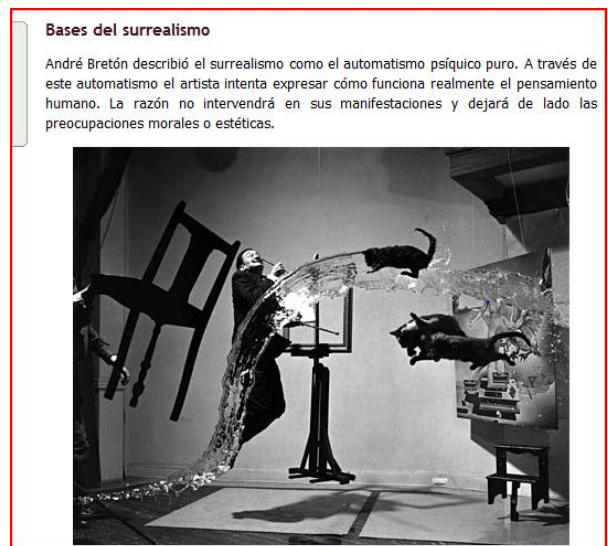 Bases del surrealismo
André Bretón describió el surrealismo como el automatismo psíquico puro. A través de
este automatismo el artista intenta expresar cómo funciona realmente el pensamiento
humano. La razón no intervendrá en sus manifestaciones y dejará de lado las
preocupaciones morales o estéticas.